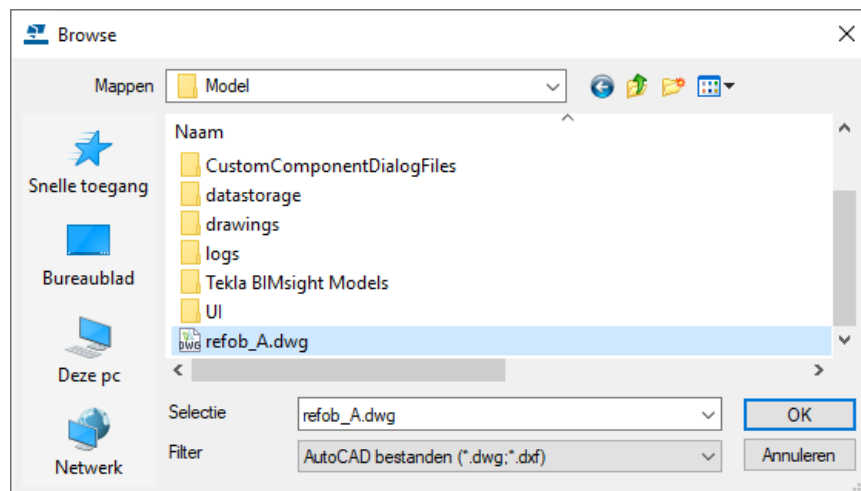 Browse
Mappen
Model
Naam
CustomComponentDialogFiles
datastorage
drawings
logs
Tekla BIMsight Models
UI
DWG refob_A.dwg
Snelle toegang
Bureaublad
Deze pc
Netwerk
Selectie
refob_A.dwg
OK
Filter
AutoCAD bestanden (*.dwg;*.dxf)
Annuleren